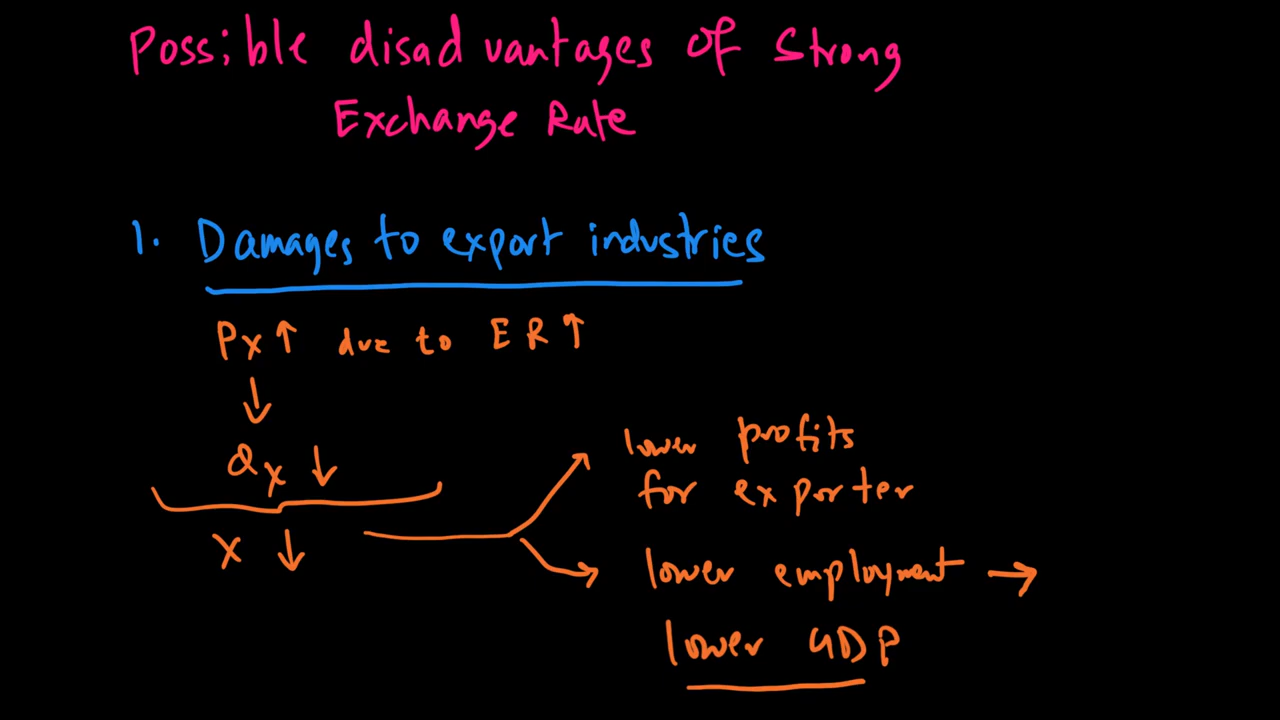 Possible disadvantages of strong
Exchange Rate
1. Damages to export industries
Px ↑ due to ER ↑
↓
Qx ↓
X ↓
lower profits
for exporter
lower employment →
lower GDP